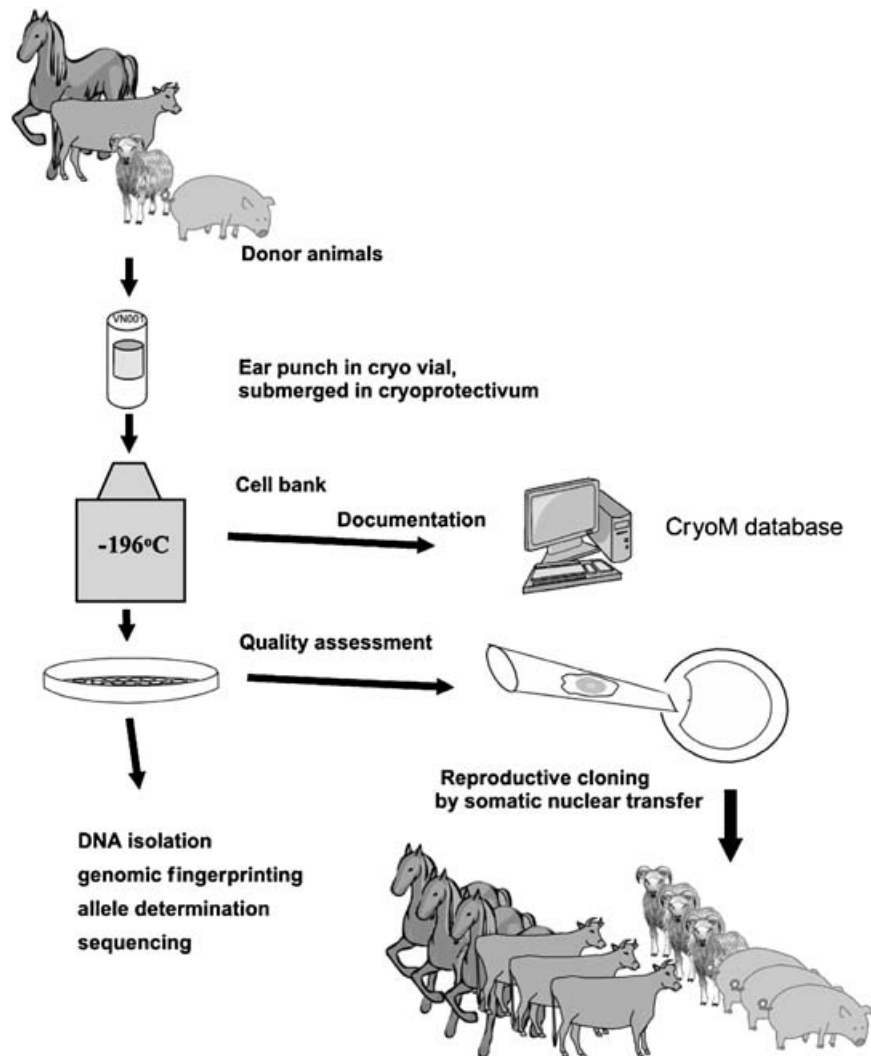 Donor animals
VN001
Ear punch in cryo vial,
submerged in cryoprotectivum
Cell bank
Documentation
CryoM database
-196°C
Quality assessment
Reproductive cloning
by somatic nuclear transfer
DNA isolation
genomic fingerprinting
allele determination
sequencing